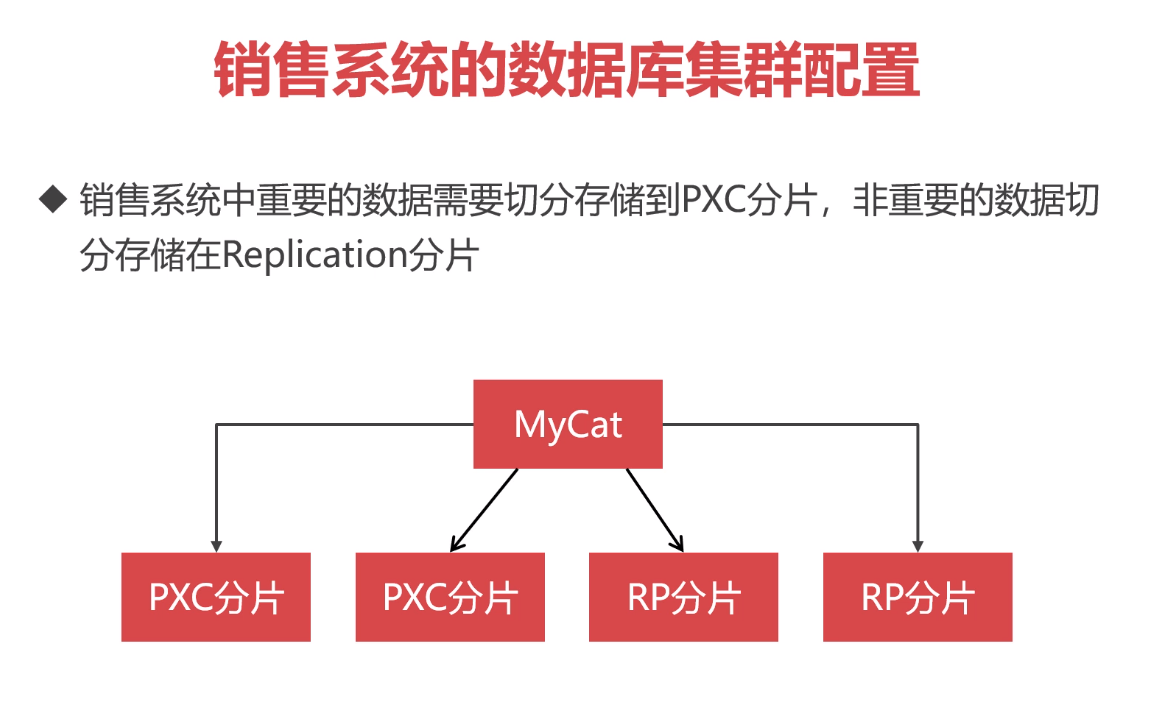 销售系统的数据库集群配置
销售系统中重要的数据需要切分存储到PXC分片，非重要的数据切
分存储在Replication分片
MyCat
PXC分片
PXC分片
RP分片
RP分片